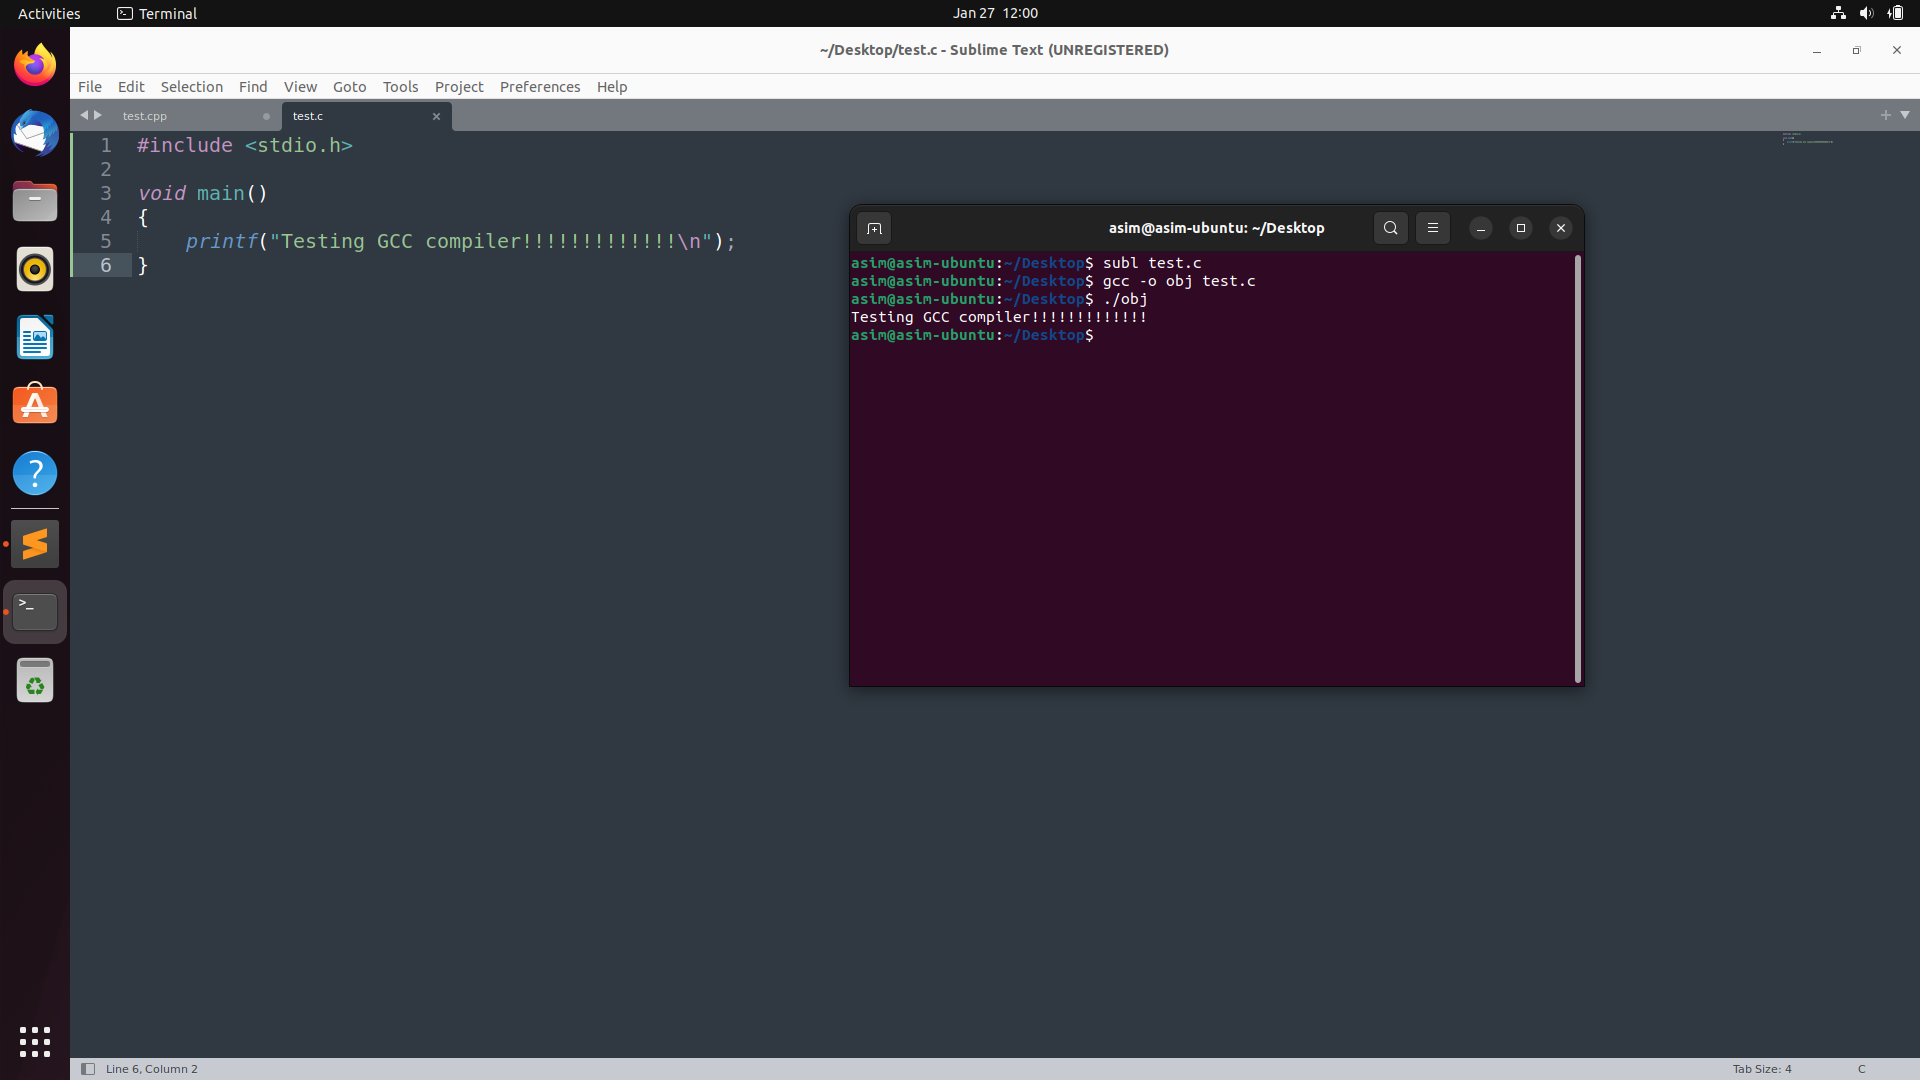 Activities Terminal Jan 27 12:00
~/Desktop/test.c - Sublime Text (UNREGISTERED)
File Edit Selection Find View Goto Tools Project Preferences Help
test.cpp test.c
1 #include <stdio.h>
2
3 void main()
4 {
5 printf("Testing GCC compiler!!!!!!!!!!!!!\n");
6 }
asim@asim-ubuntu: ~/Desktop
asim@asim-ubuntu:~/Desktop$ subl test.c
asim@asim-ubuntu:~/Desktop$ gcc -o obj test.c
asim@asim-ubuntu:~/Desktop$ ./obj
Testing GCC compiler!!!!!!!!!!!!!
asim@asim-ubuntu:~/Desktop$
Line 6, Column 2 Tab Size: 4 C